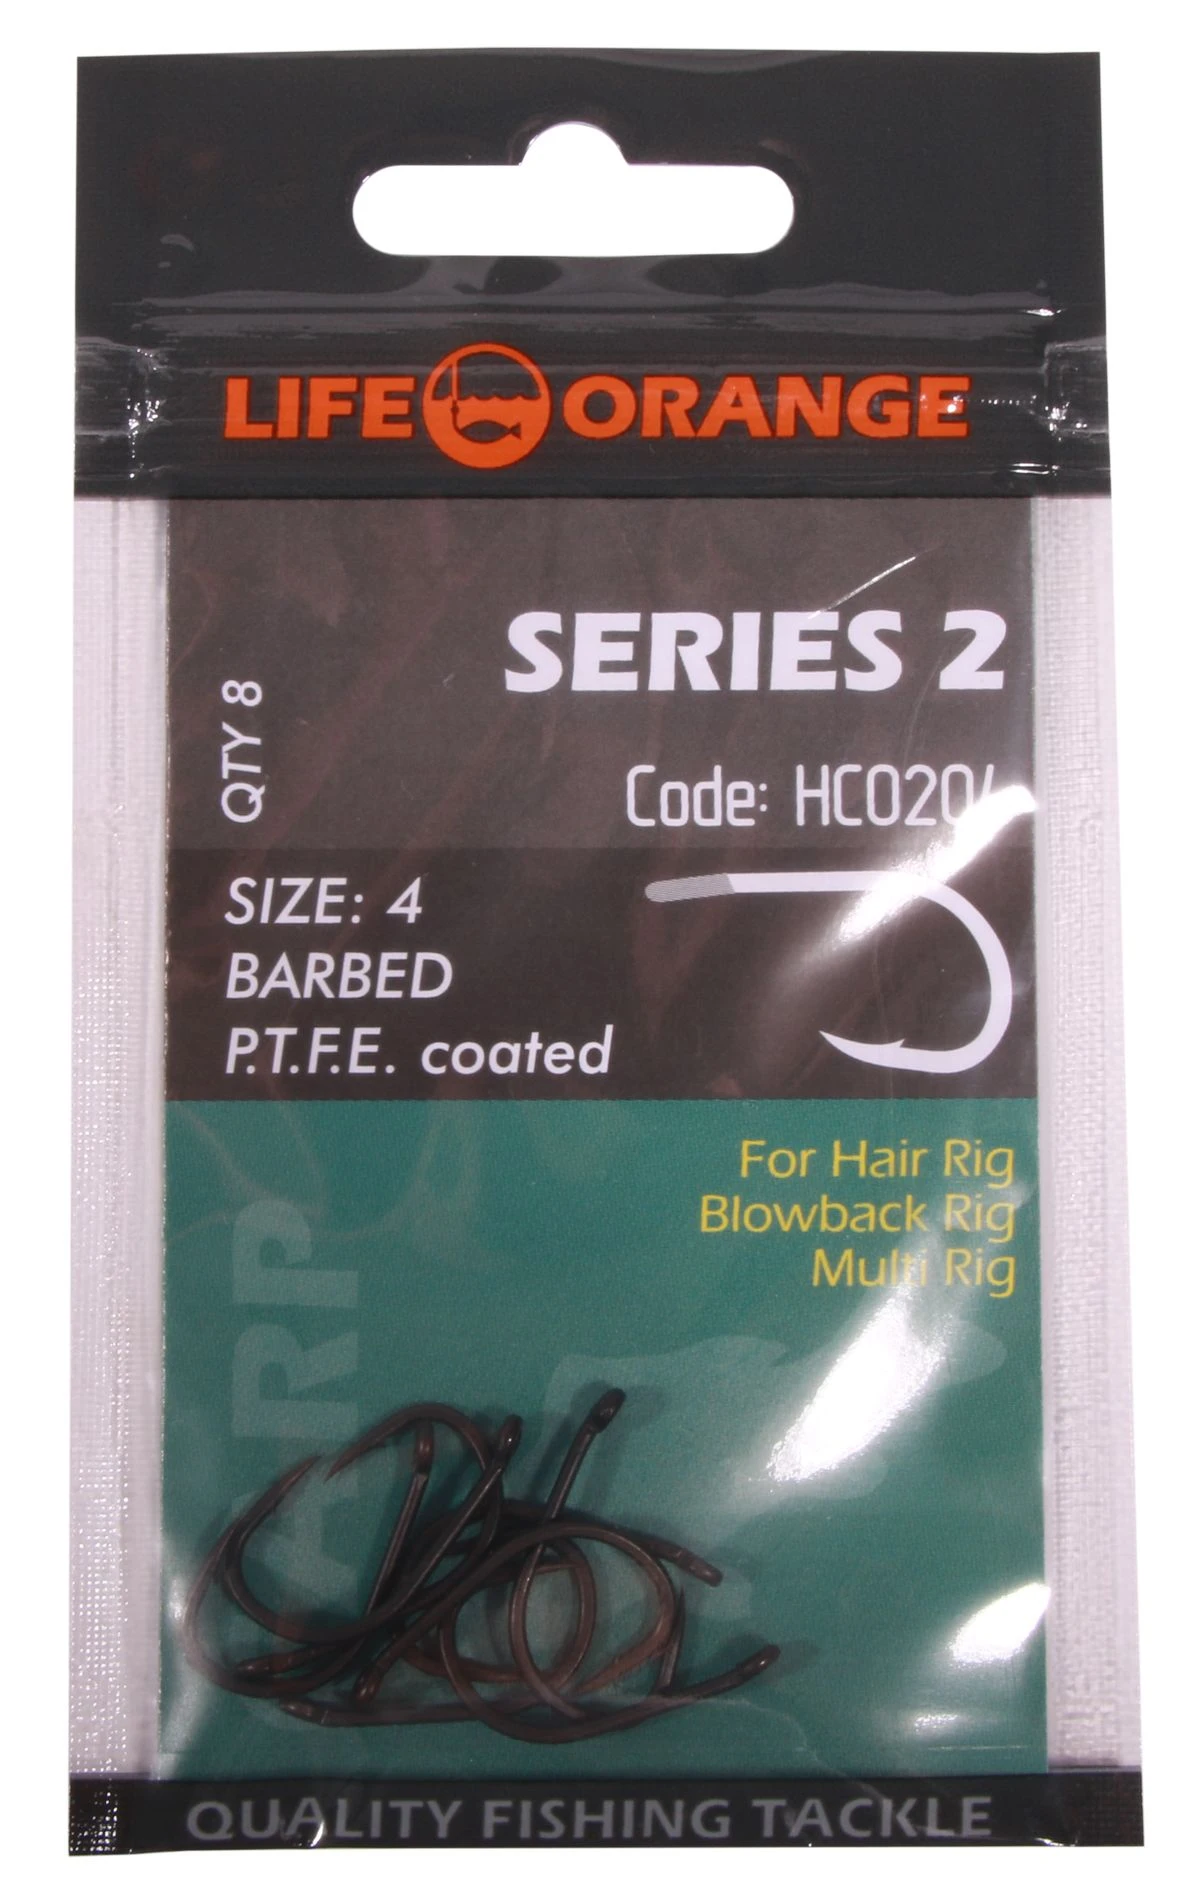 LIFE ORANGE
SERIES 2
QTY 8
Code:
SIZE: 4
BARBED
P.T.F.E. coated
For Hair Rig
Blowback Rig
Multi Rig
QUALITY FISHING TACKLE